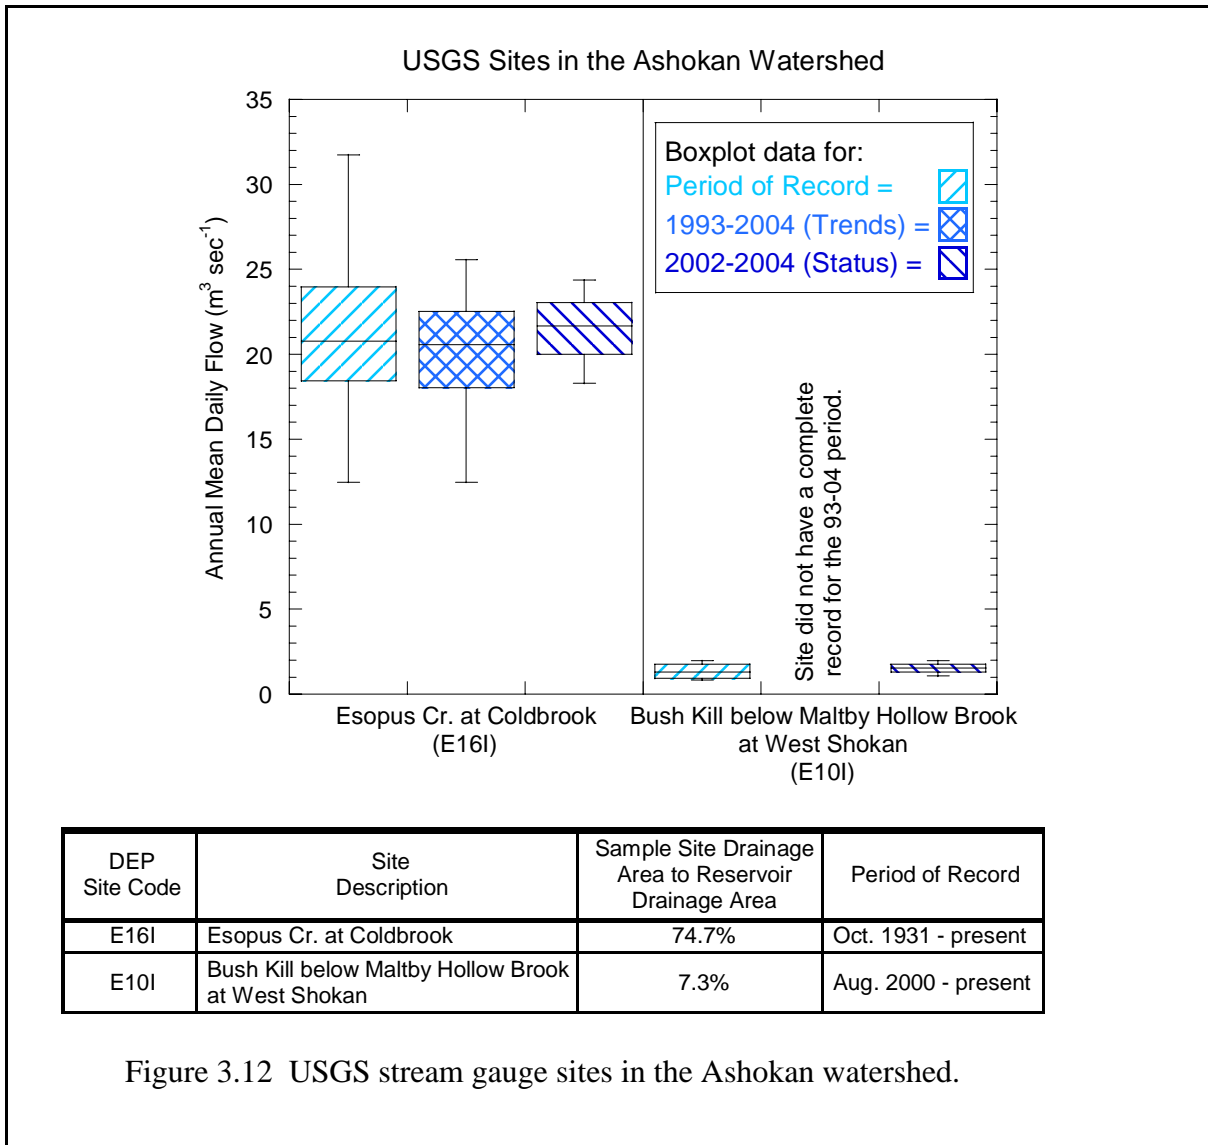 USGS Sites in the Ashokan Watershed
35
30
25
20
15
10
5
0
Annual Mean Daily Flow (m³ sec⁻¹)
Boxplot data for:
Period of Record =
1993-2004 (Trends) =
2002-2004 (Status) =
Site did not have a complete
record for the 93-04 period.
Esopus Cr. at Coldbrook
(E16I)
Bush Kill below Maltby Hollow Brook
at West Shokan
(E10I)
DEP
Site Code
Site
Description
Sample Site Drainage
Area to Reservoir
Drainage Area
Period of Record
E16I
Esopus Cr. at Coldbrook
74.7%
Oct. 1931 - present
E10I
Bush Kill below Maltby Hollow Brook
at West Shokan
7.3%
Aug. 2000 - present
Figure 3.12 USGS stream gauge sites in the Ashokan watershed.